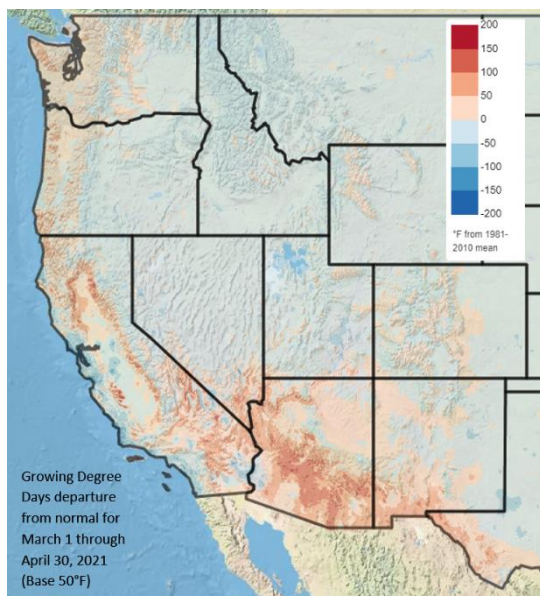 200
150
100
50
0
-50
-100
-150
-200
°F from 1981-
2010 mean
Growing Degree
Days departure
from normal for
March 1 through
April 30, 2021
(Base 50°F)